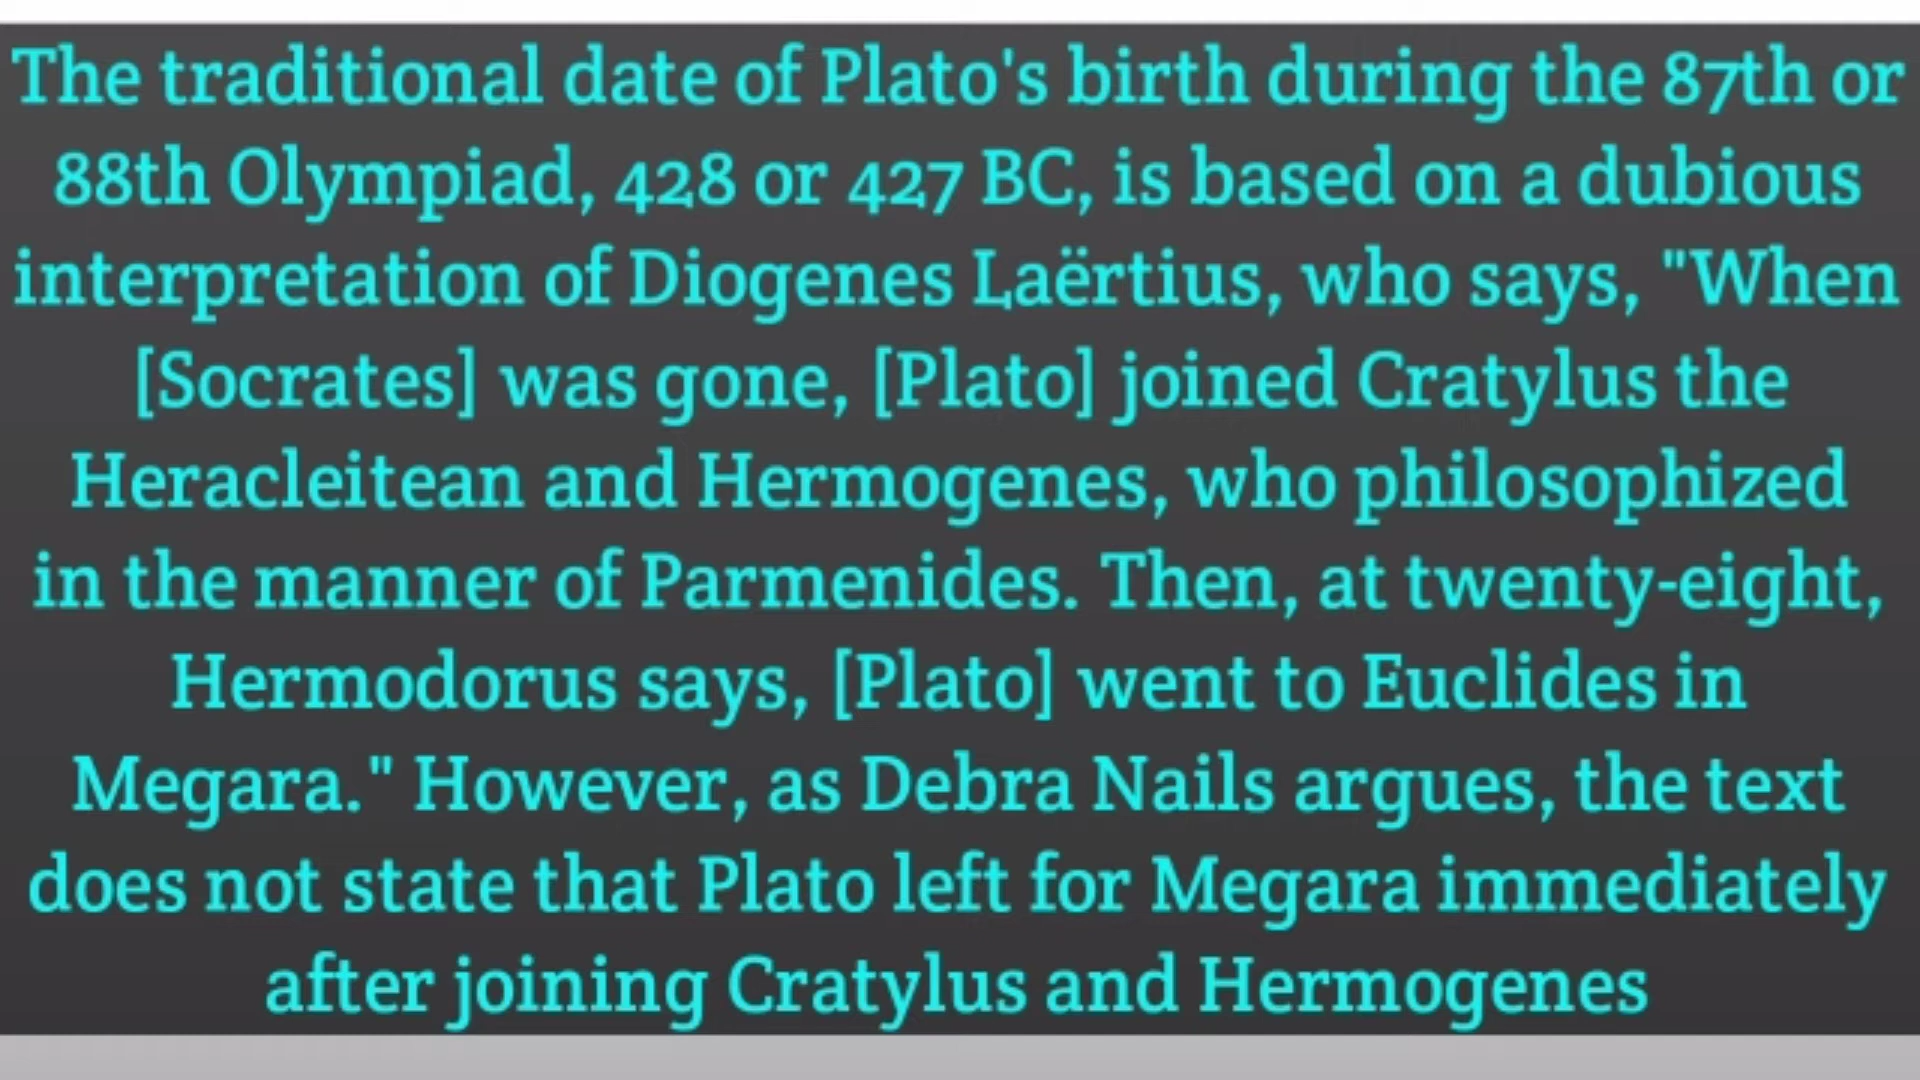 The traditional date of Plato's birth during the 87th or
88th Olympiad, 428 or 427 BC, is based on a dubious
interpretation of Diogenes Laërtius, who says, "When
[Socrates] was gone, [Plato] joined Cratylus the
Heracleitean and Hermogenes, who philosophized
in the manner of Parmenides. Then, at twenty-eight,
Hermodorus says, [Plato] went to Euclides in
Megara." However, as Debra Nails argues, the text
does not state that Plato left for Megara immediately
after joining Cratylus and Hermogenes